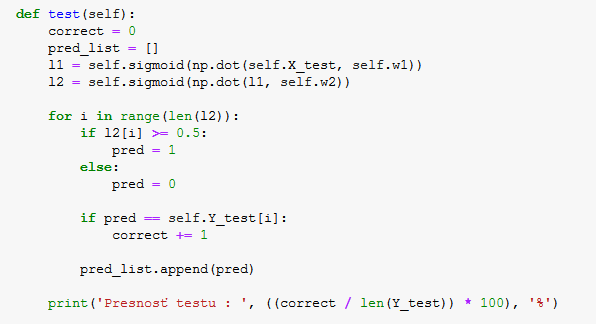 def test(self):
    correct = 0
    pred_list = []
    l1 = self.sigmoid(np.dot(self.X_test, self.w1))
    l2 = self.sigmoid(np.dot(l1, self.w2))

    for i in range(len(l2)):
        if l2[i] >= 0.5:
            pred = 1
        else:
            pred = 0

        if pred == self.Y_test[i]:
            correct += 1

        pred_list.append(pred)

    print('Presnosť testu : ', ((correct / len(Y_test)) * 100), '%')